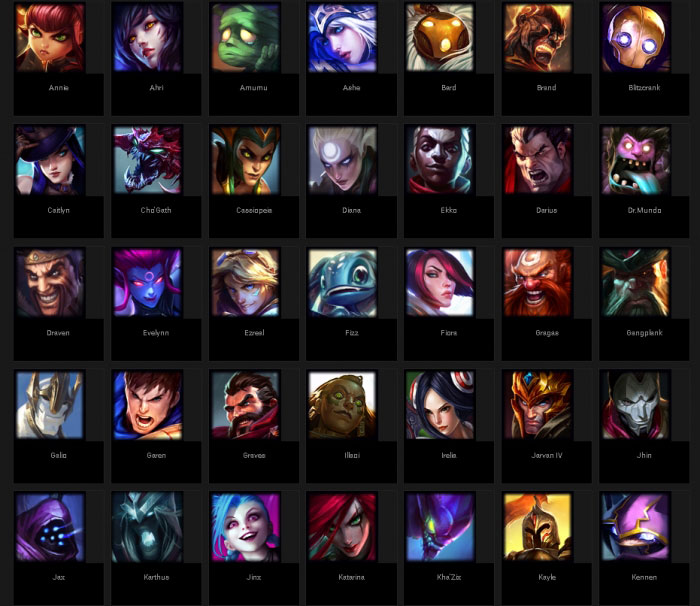 Annie
Ahri
Amumu
Ashe
Bard
Brand
Blitzcrank
Caitlyn
Cho'Gath
Cassiopeia
Diana
Ekko
Darius
Dr.Mundo
Draven
Evelynn
Ezreal
Fizz
Fiora
Gragas
Gangplank
Galio
Garen
Graves
Illaoi
Irelia
Jarvan IV
Jhin
Jax
Karthus
Jinx
Katarina
Kha'Zix
Kayle
Kennen